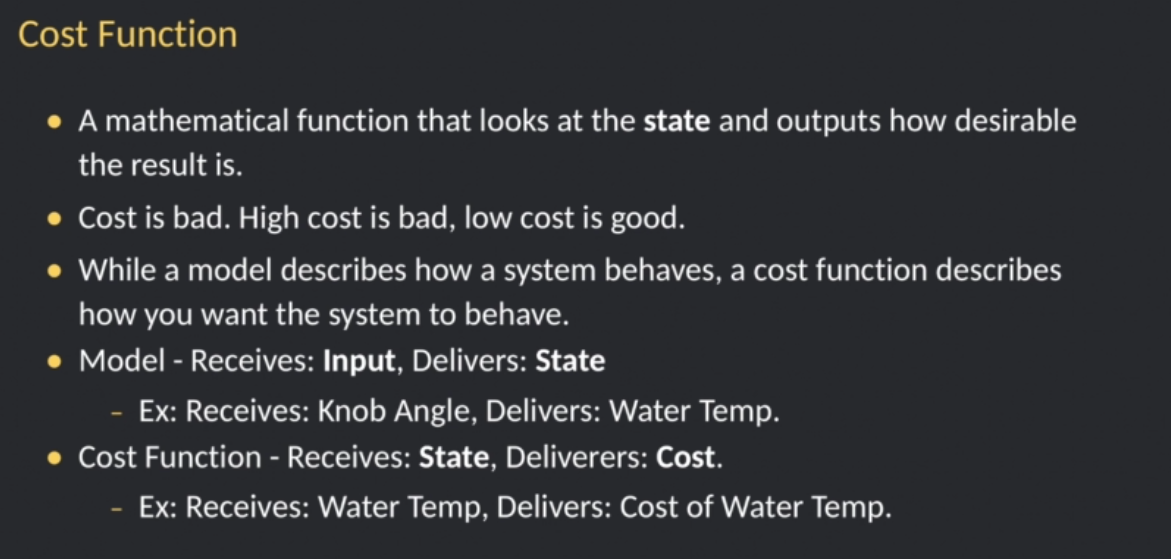 Cost Function
• A mathematical function that looks at the state and outputs how desirable
the result is.
• Cost is bad. High cost is bad, low cost is good.
• While a model describes how a system behaves, a cost function describes
how you want the system to behave.
• Model - Receives: Input, Delivers: State
– Ex: Receives: Knob Angle, Delivers: Water Temp.
• Cost Function - Receives: State, Deliverers: Cost.
– Ex: Receives: Water Temp, Delivers: Cost of Water Temp.